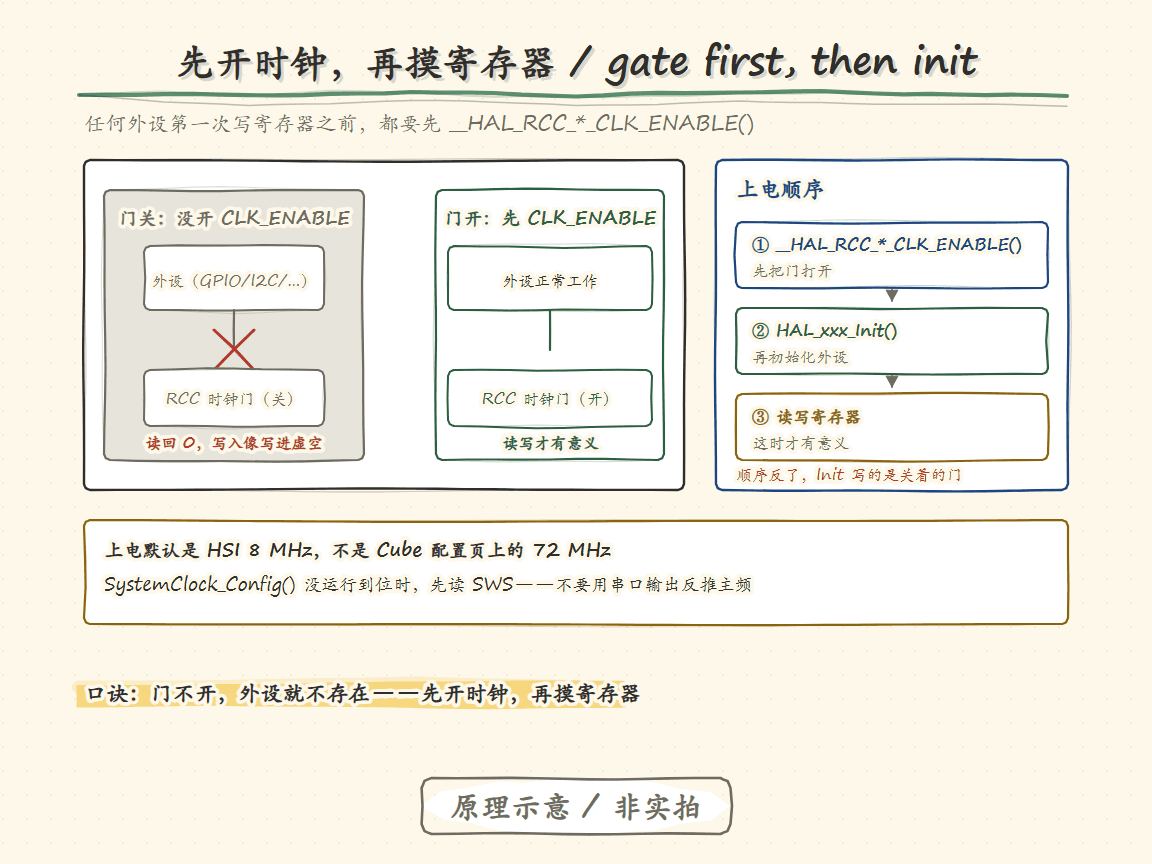 先开时钟，再摸寄存器 / gate first, then init
任何外设第一次写寄存器之前，都要先 __HAL_RCC_*_CLK_ENABLE()
门关：没开 CLK_ENABLE
外设（GPIO/I2C/...）
RCC 时钟门（关）
读回 0，写入像写进虚空
门开：先 CLK_ENABLE
外设正常工作
RCC 时钟门（开）
读写才有意义
上电顺序
① __HAL_RCC_*_CLK_ENABLE()
先把门打开
② HAL_xxx_Init()
再初始化外设
③ 读写寄存器
这时才有意义
顺序反了，Init 写的是关着的门
上电默认是 HSI 8 MHz，不是 Cube 配置页上的 72 MHz
SystemClock_Config() 没运行到位时，先读 SWS——不要用串口输出反推主频
口诀：门不开，外设就不存在——先开时钟，再摸寄存器
原理示意 / 非实拍